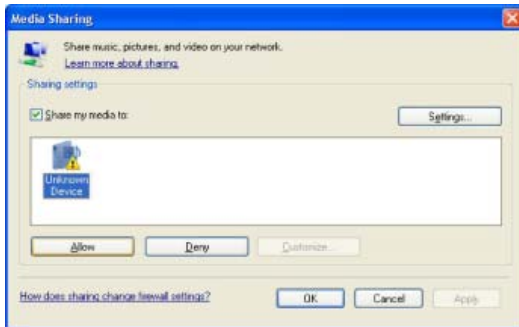 Media Sharing
Share music, pictures, and video on your network.
Learn more about sharing.
Sharing settings
Share my media to:
Settings...
Unknown
Device
Allow
Deny
Customize...
How does sharing change firewall settings?
OK
Cancel
Apply